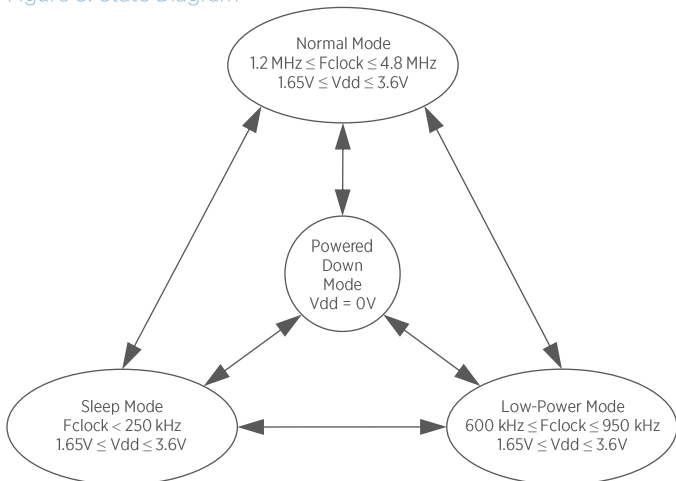 Figure 3. State Diagram
Normal Mode
1.2 MHz ≤ Fclock ≤ 4.8 MHz
1.65V ≤ Vdd ≤ 3.6V
Powered
Down
Mode
Vdd = 0V
Sleep Mode
Fclock < 250 kHz
1.65V ≤ Vdd ≤ 3.6V
Low-Power Mode
600 kHz ≤ Fclock ≤ 950 kHz
1.65V ≤ Vdd ≤ 3.6V